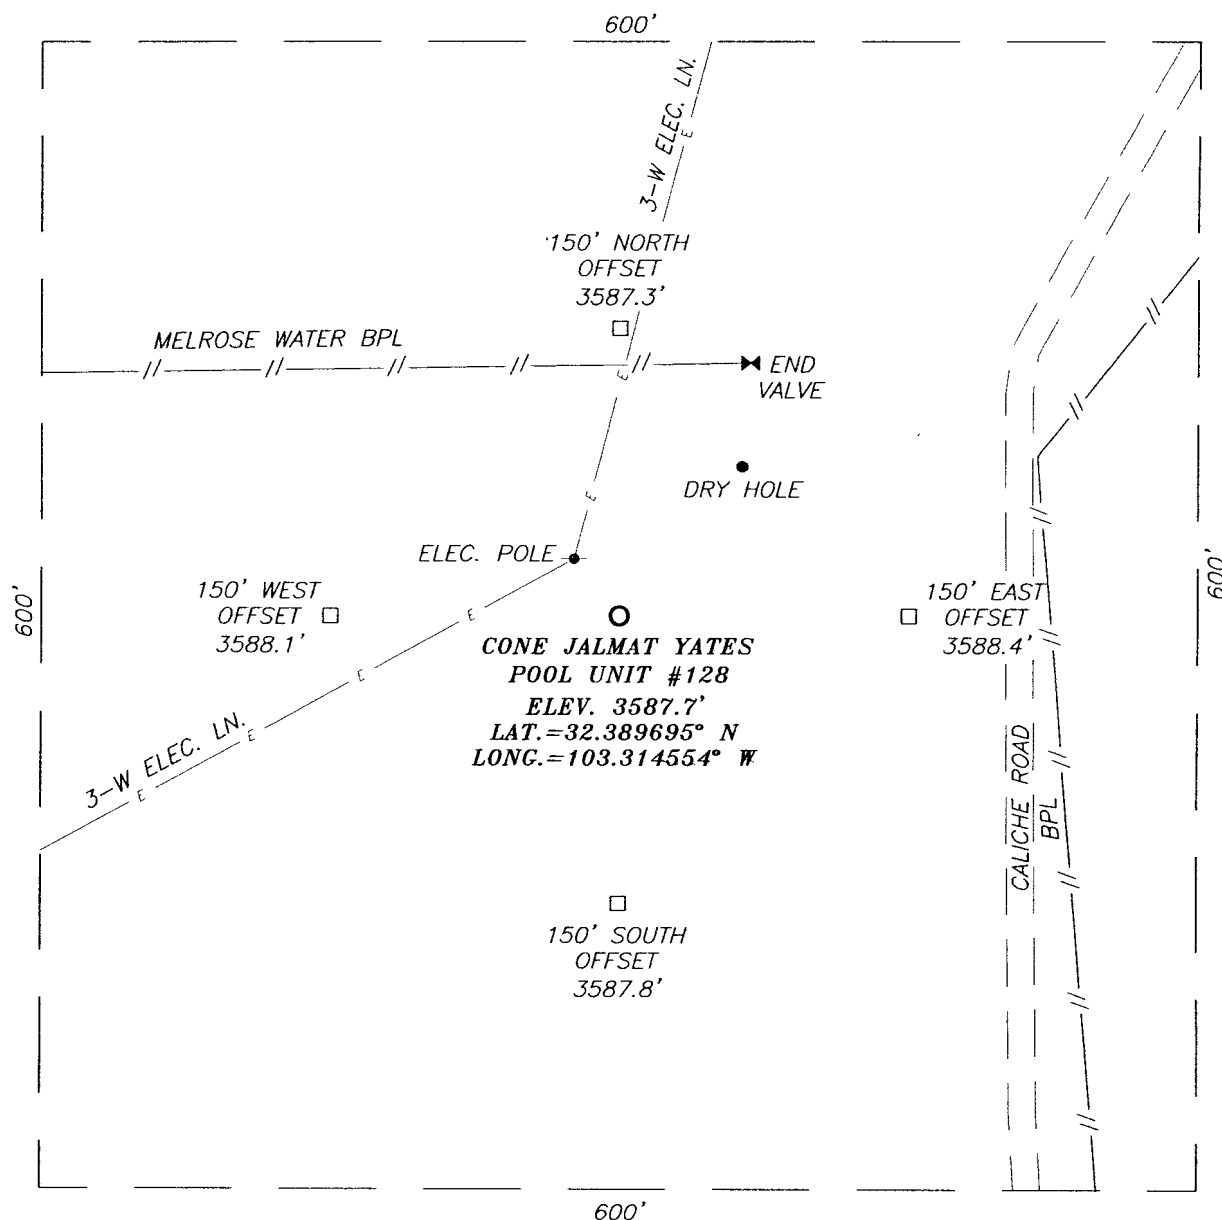 600'
3-W ELEC. LN.
E
150' NORTH
OFFSET
3587.3'
MELROSE WATER BPL
E
END
VALVE
DRY HOLE
E
ELEC. POLE
600'
600'
150' WEST
OFFSET
3588.1'
E
150' EAST
OFFSET
3588.4'
CONE JALMAT YATES
POOL UNIT #128
ELEV. 3587.7'
LAT.=32.389695° N
LONG.=103.314554° W
E
3-W ELEC. LN.
E
E
CALICHE ROAD
BPL
150' SOUTH
OFFSET
3587.8'
600'